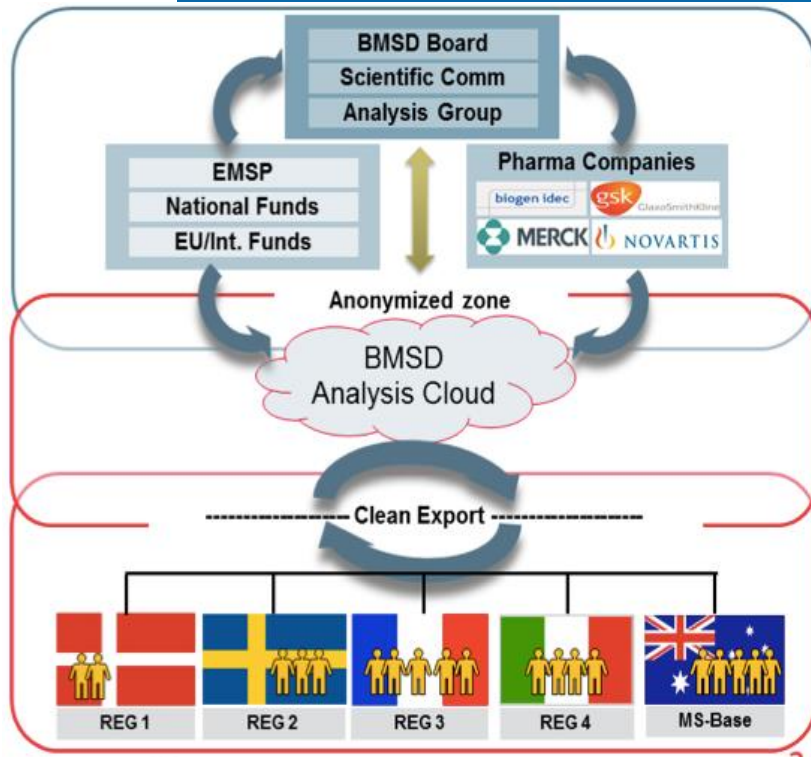 BMSD Board
Scientific Comm
Analysis Group
EMSP
National Funds
EU/Int. Funds
Pharma Companies
biogen idec
gsk
GlaxoSmithKline
MERCK
NOVARTIS
Anonymized zone
BMSD
Analysis Cloud
Clean Export
REG 1
REG 2
REG 3
REG 4
MS-Base